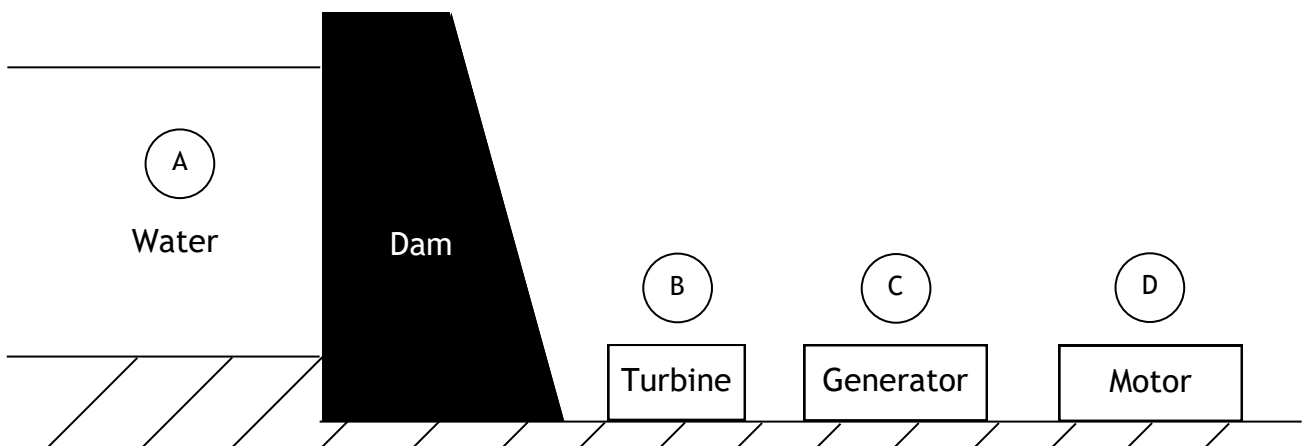 A
Water
Dam
B
C
D
Turbine
Generator
Motor